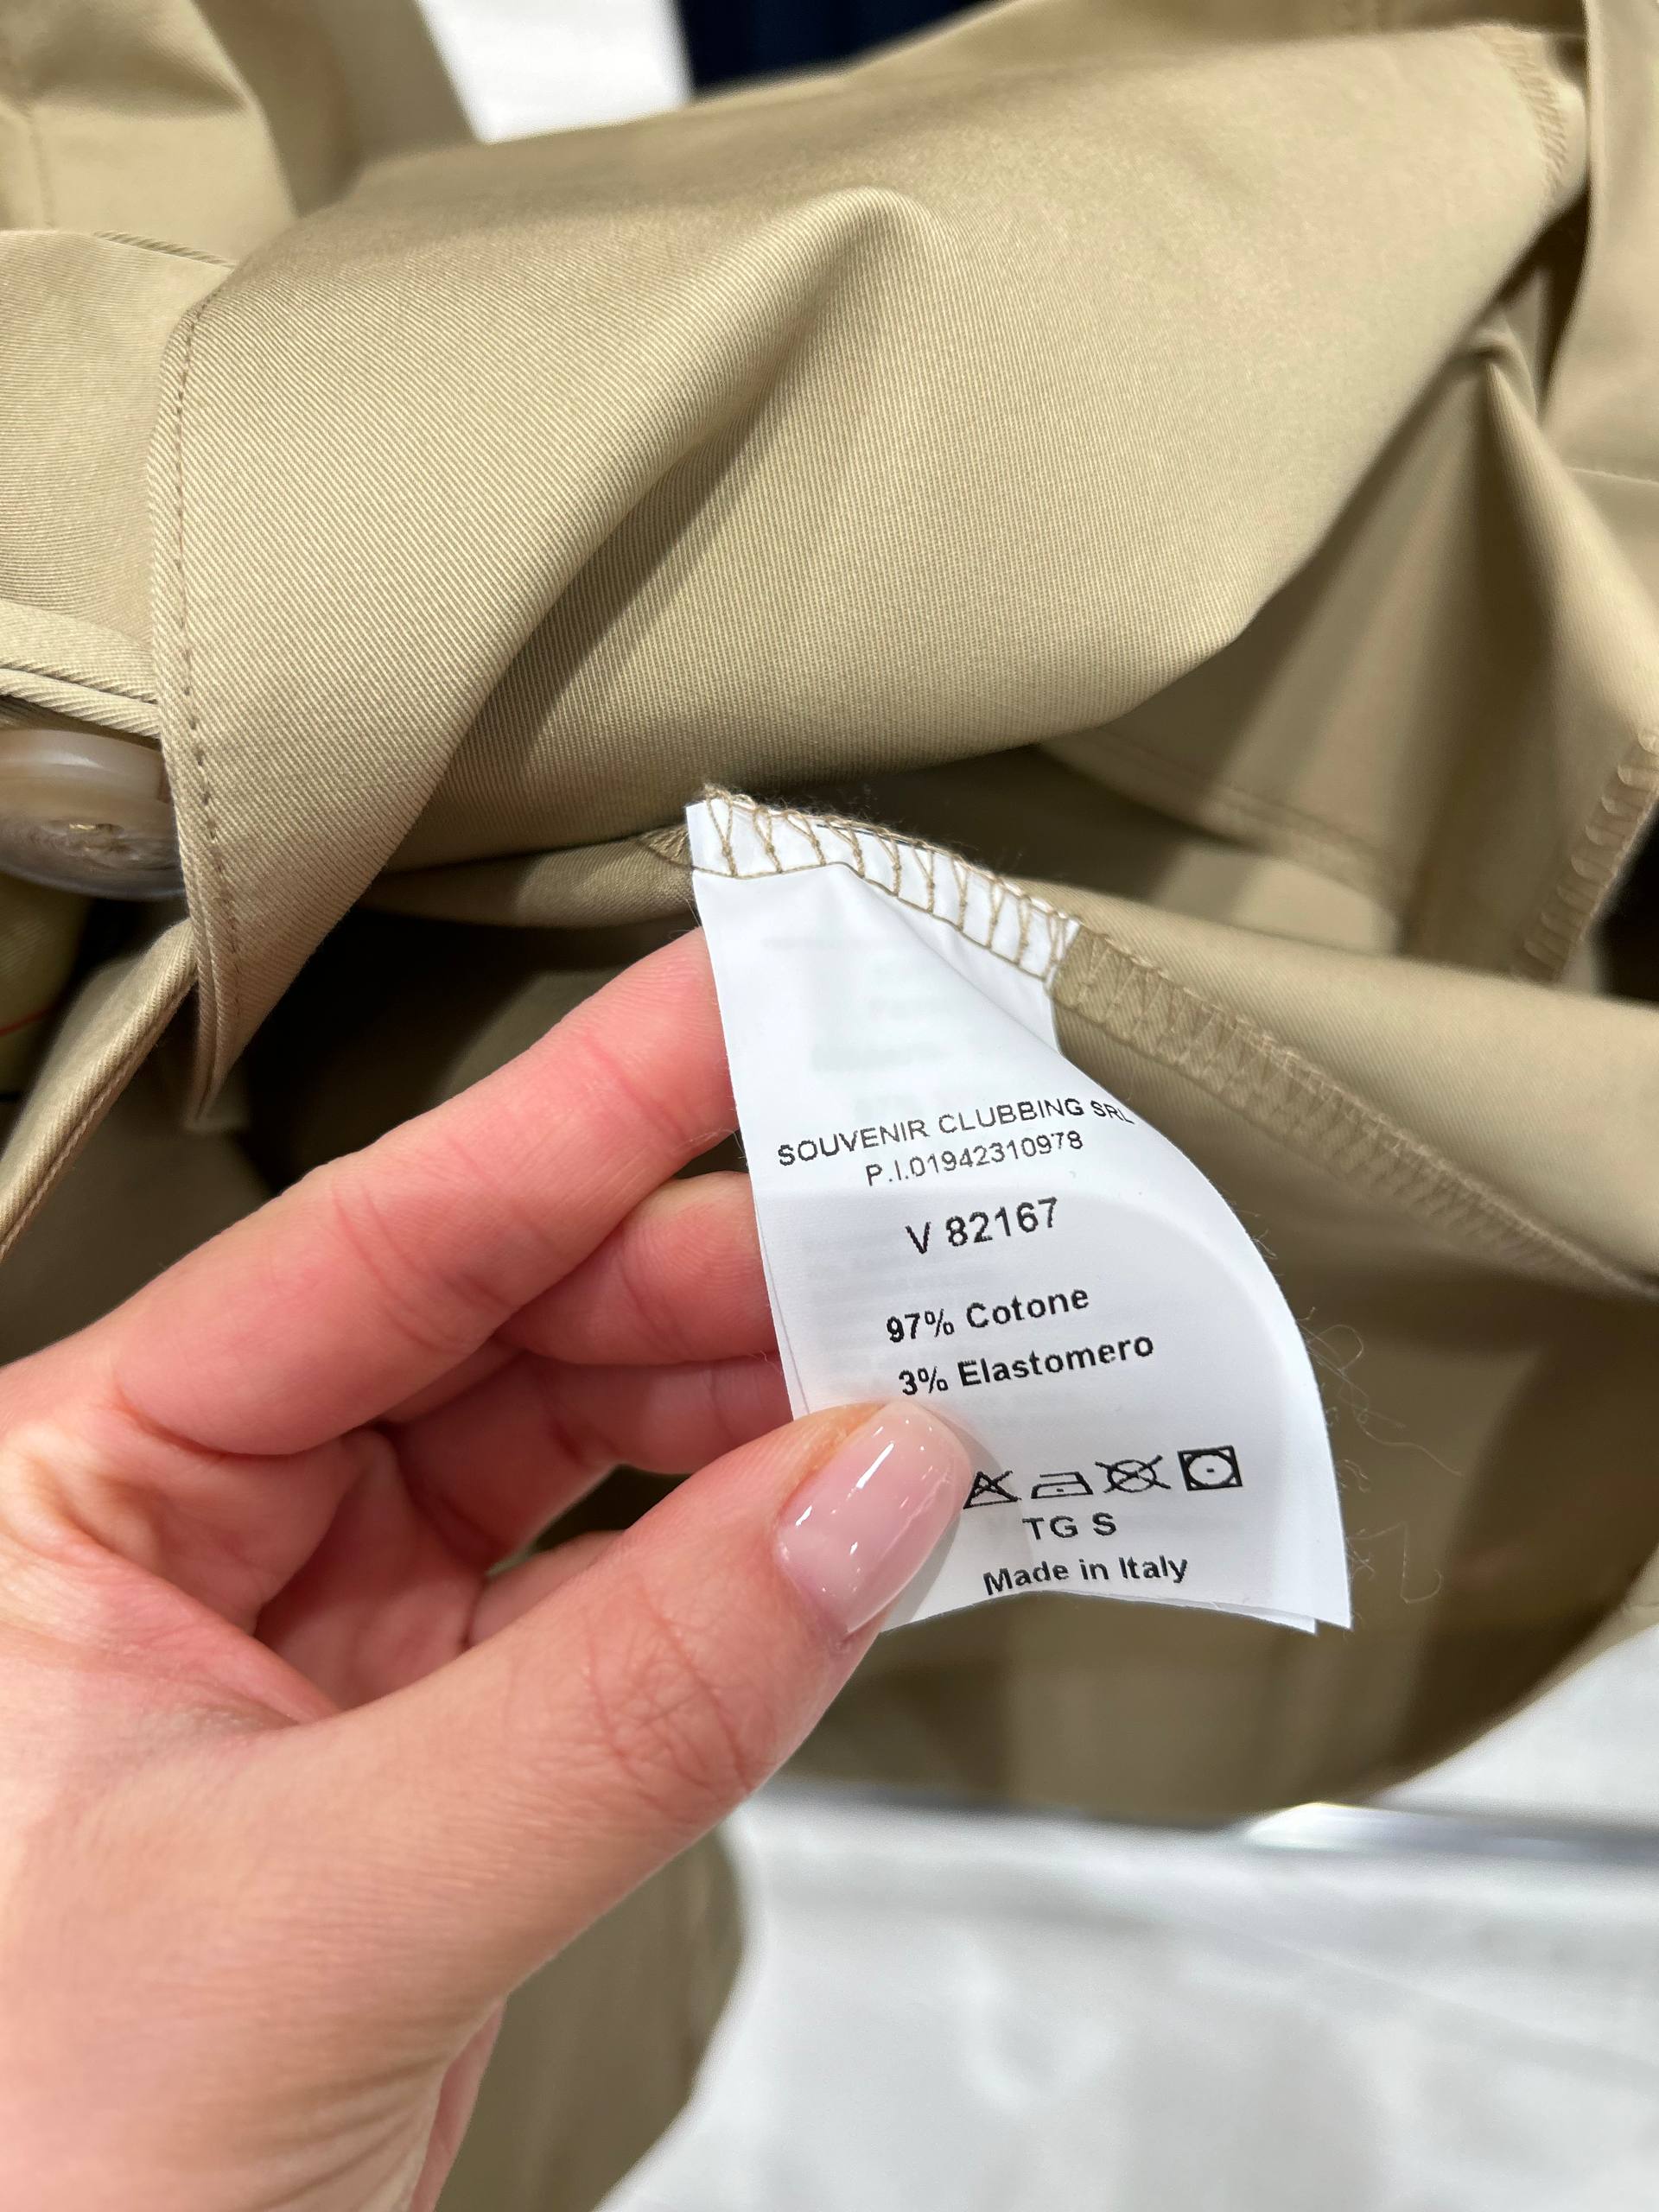 SOUVENIR CLUBBING SRL
P.I.01942310978
V 82167
97% Cotone
3% Elastomero
TG S
Made in Italy